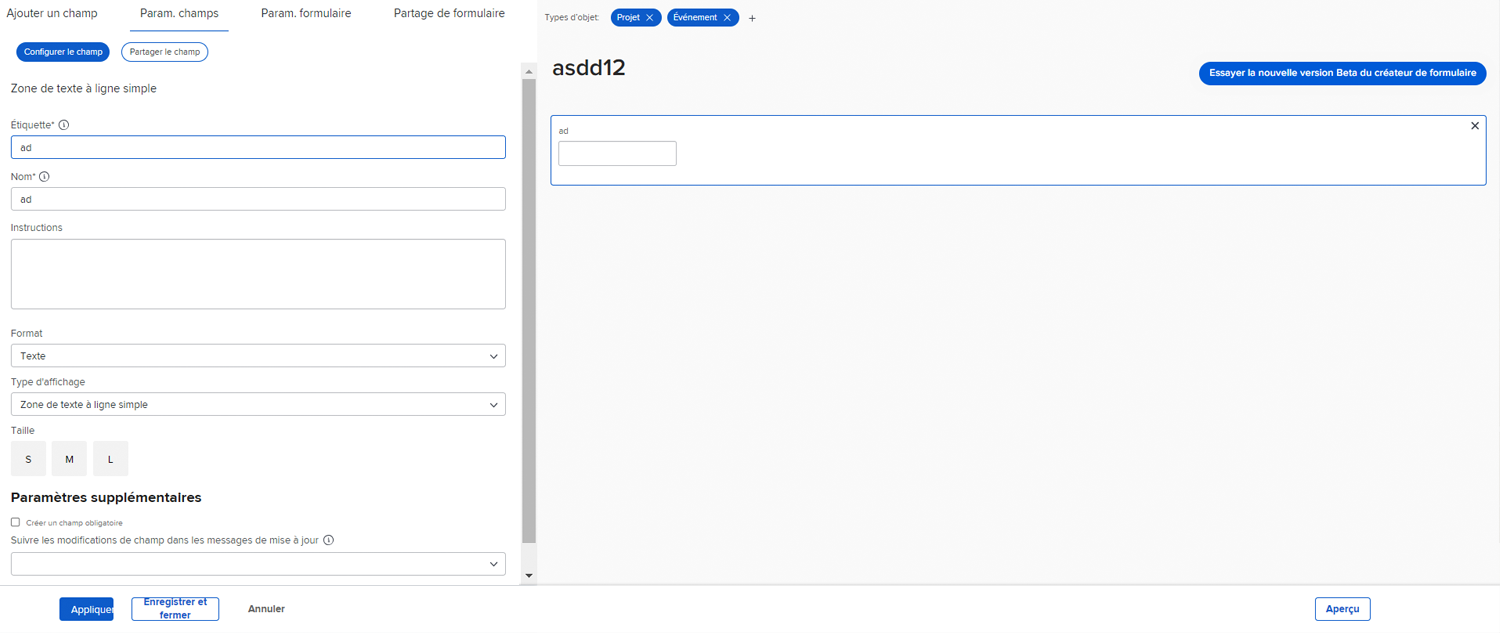 Ajouter un champ
Param. champs
Param. formulaire
Partage de formulaire
Configurer le champ
Partager le champ
Zone de texte à ligne simple
Étiquette*
ad
Nom*
ad
Instructions
Format
Texte
Type d'affichage
Zone de texte à ligne simple
Taille
S
M
L
Paramètres supplémentaires
Créer un champ obligatoire
Suivre les modifications de champ dans les messages de mise à jour
Appliquer
Enregistrer et
fermer
Annuler
Types d'objet:
Projet
Événement
asdd12
Essayer la nouvelle version Beta du créateur de formulaire
ad
Aperçu